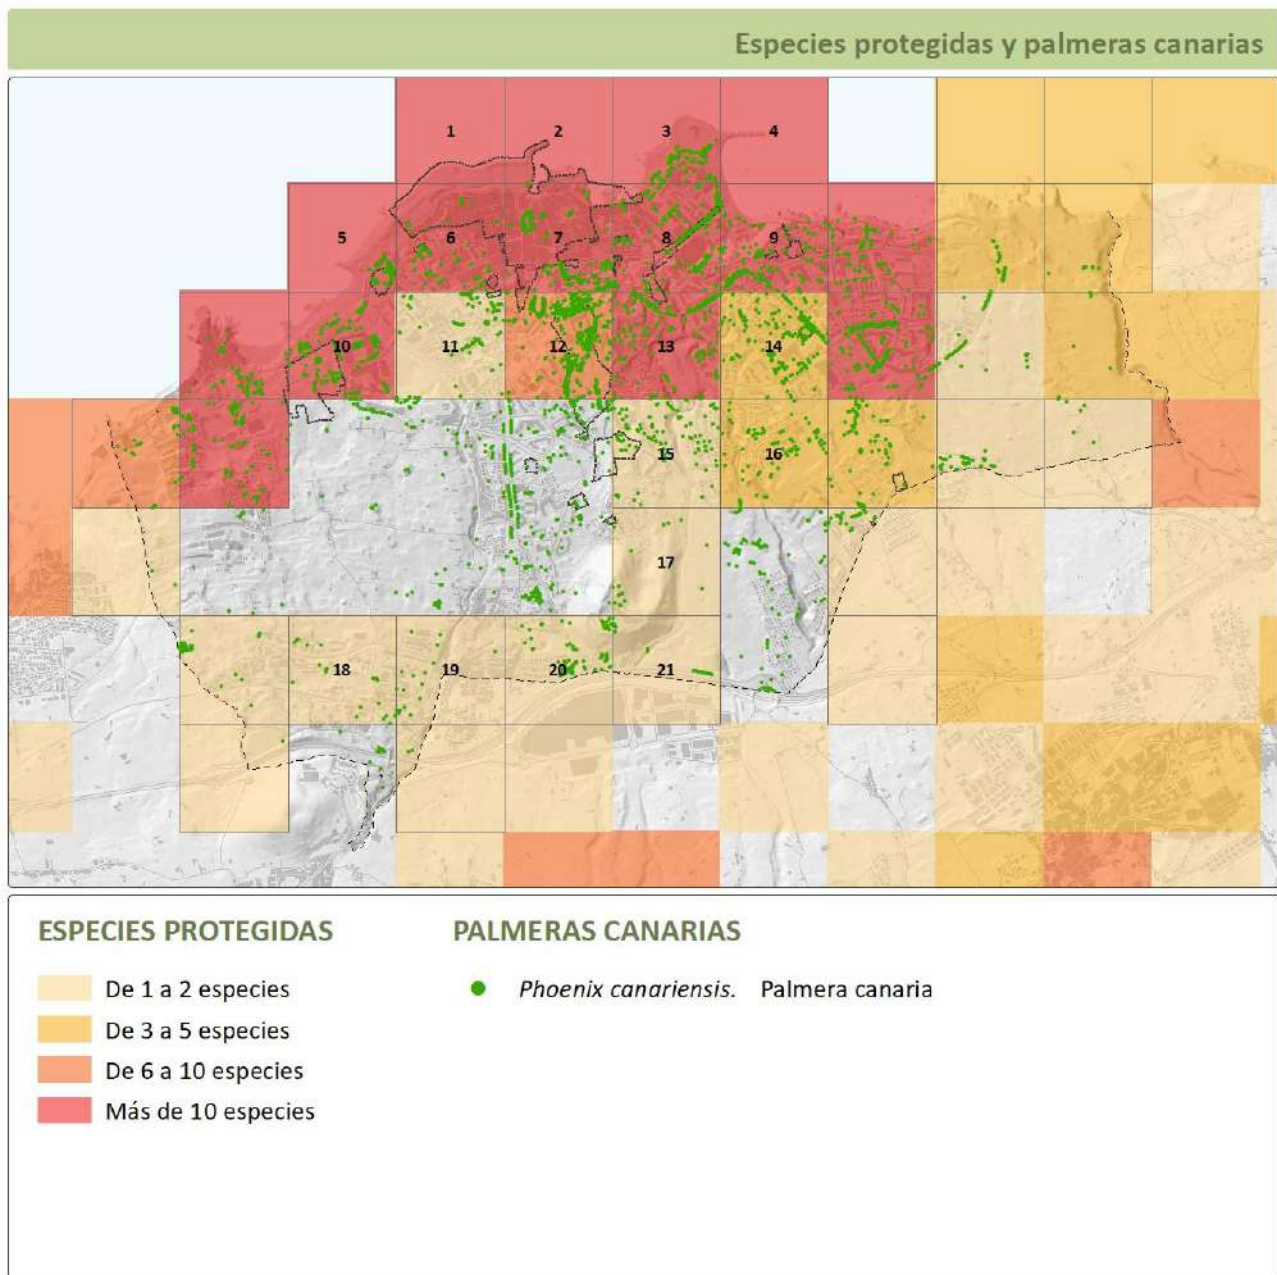 Especies protegidas y palmeras canarias
1 2 3 4
5 6 7 8 9
10 11 12 13 14
15 16
17
18 19 20 21
ESPECIES PROTEGIDAS
De 1 a 2 especies
De 3 a 5 especies
De 6 a 10 especies
Más de 10 especies
PALMERAS CANARIAS
Phoenix canariensis. Palmera canaria